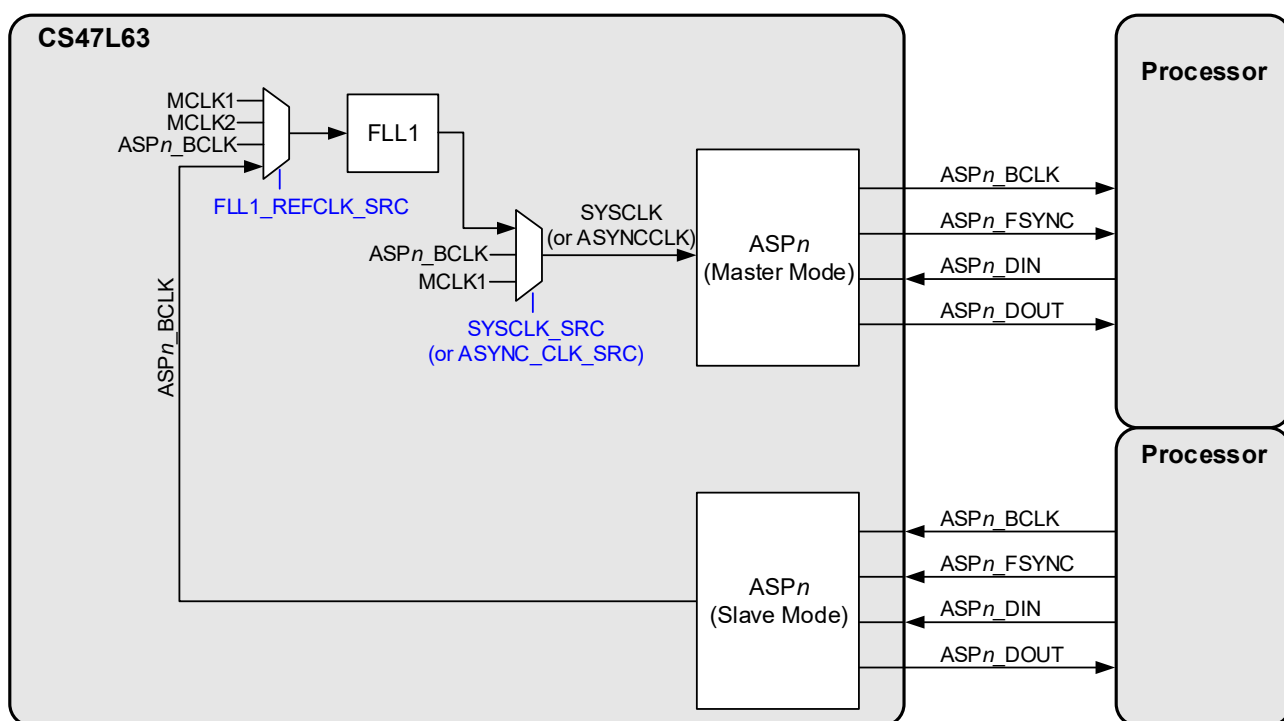 CS47L63
Processor
MCLK1
MCLK2
ASPn_BCLK
FLL1
FLL1_REFCLK_SRC
ASPn_BCLK
MCLK1
SYSCLK
(or ASYNCCLK)
SYSCLK_SRC
(or ASYNC_CLK_SRC)
ASPn
(Master Mode)
ASPn_BCLK
ASPn_FSYNC
ASPn_DIN
ASPn_DOUT
ASPn_BCLK
Processor
ASPn
(Slave Mode)
ASPn_BCLK
ASPn_FSYNC
ASPn_DIN
ASPn_DOUT